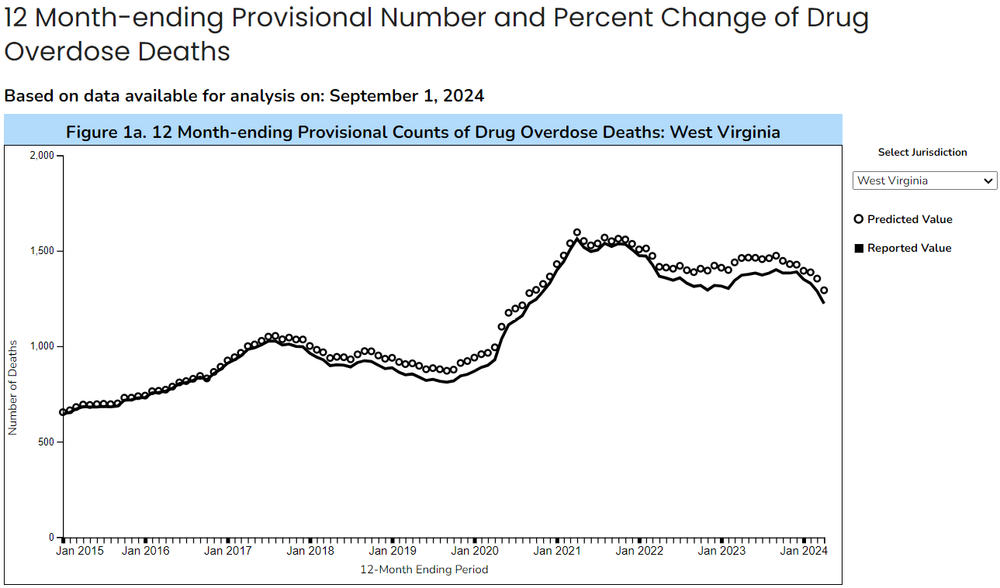 12 Month-ending Provisional Number and Percent Change of Drug
Overdose Deaths
Based on data available for analysis on: September 1, 2024
Figure 1a. 12 Month-ending Provisional Counts of Drug Overdose Deaths: West Virginia
2,000
1,500
1,000
500
0
Number of Deaths
Jan 2015 Jan 2016 Jan 2017 Jan 2018 Jan 2019 Jan 2020 Jan 2021 Jan 2022 Jan 2023 Jan 2024
12-Month Ending Period
Select Jurisdiction
West Virginia
Predicted Value
Reported Value